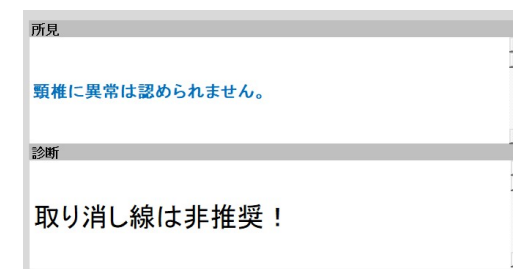 所見
頸椎に異常は認められません。
診断
取り消し線は非推奨！